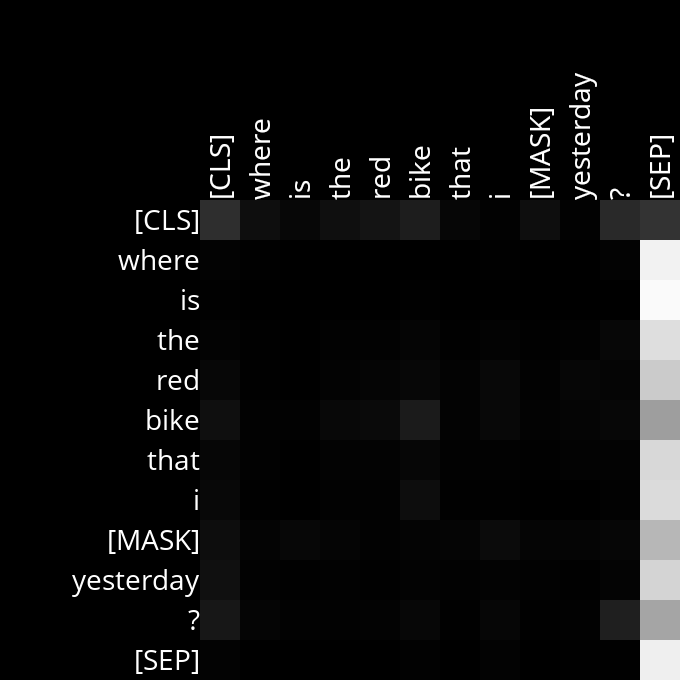 [CLS] where is the red bike that i [MASK] yesterday ? [SEP]
[CLS]
where
is
the
red
bike
that
i
[MASK]
yesterday
?
[SEP]